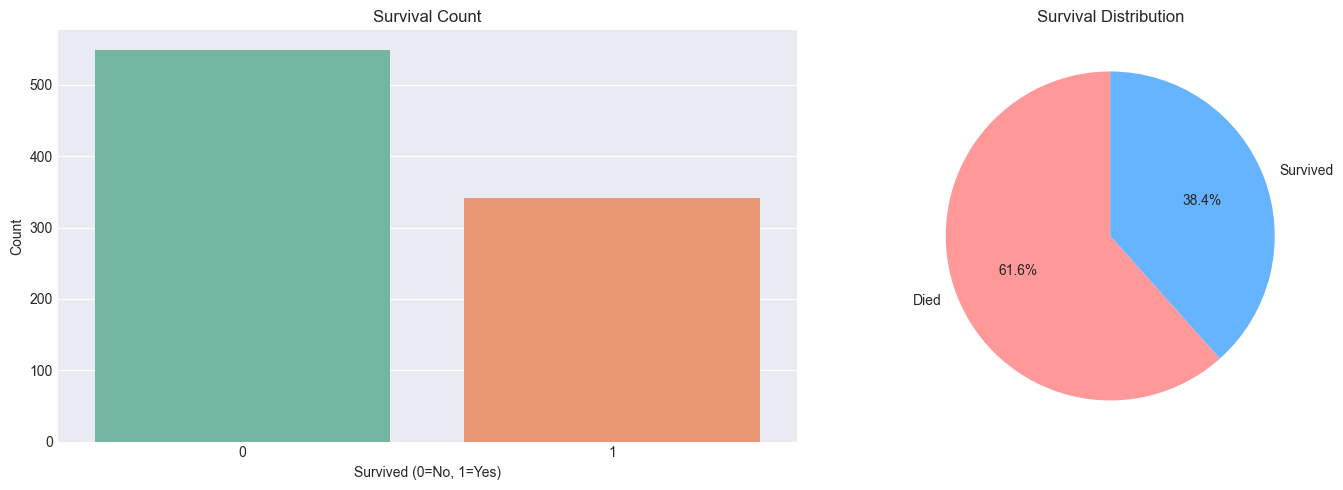 Survival Count
500
400
300
200
100
0
Count
0
1
Survived (0=No, 1=Yes)
Survival Distribution
Survived
38.4%
61.6%
Died